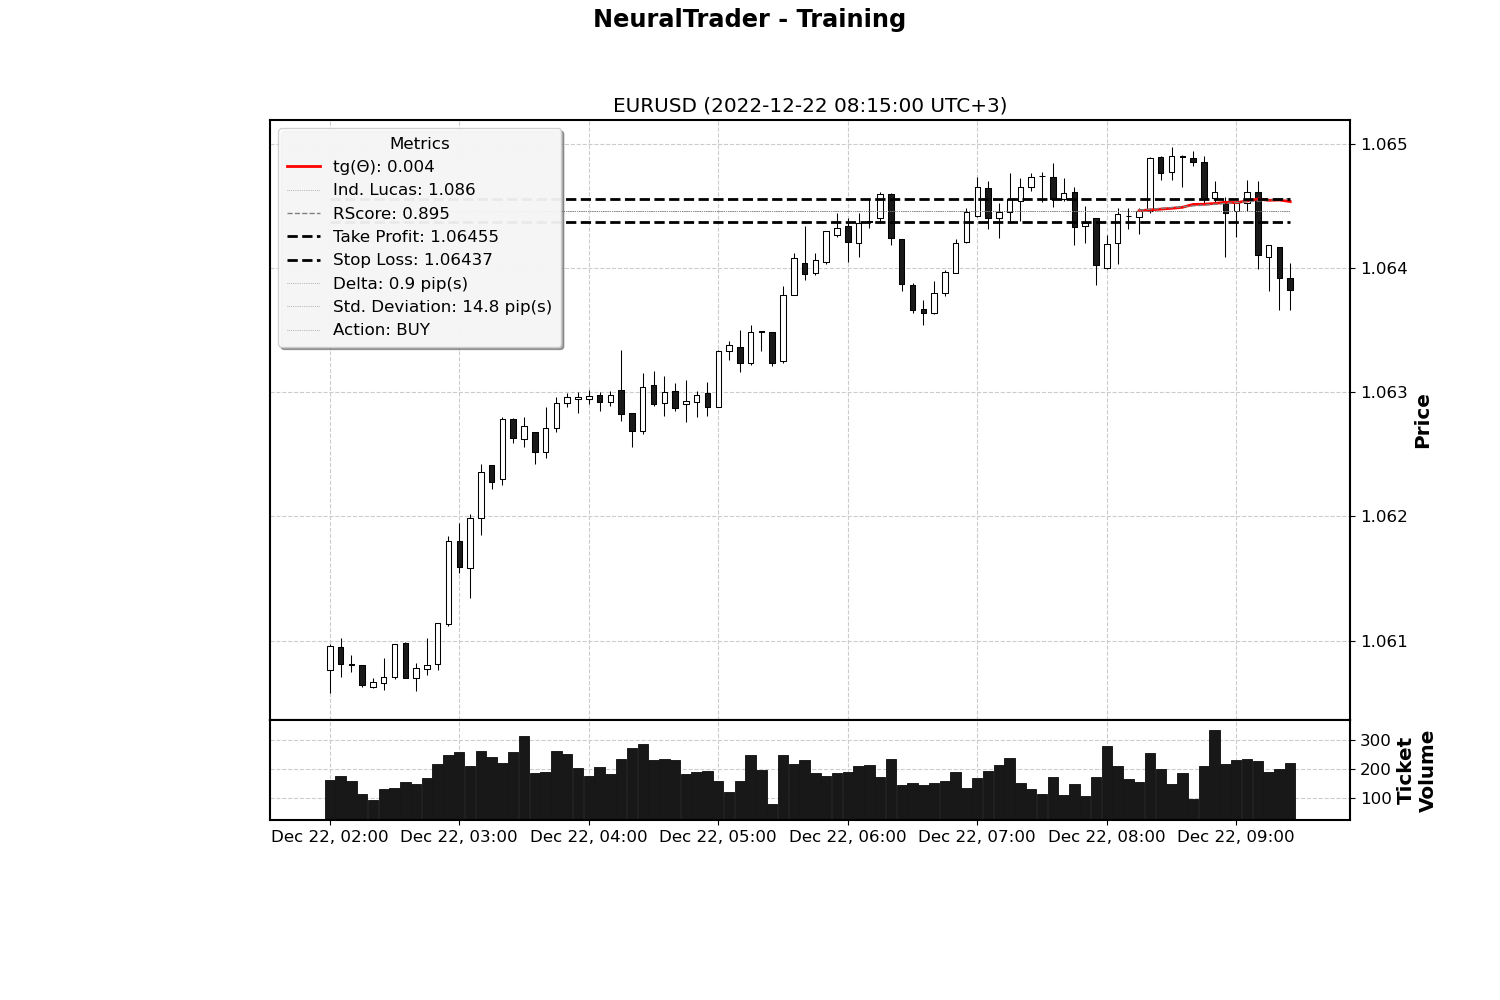 NeuralTrader - Training
EURUSD (2022-12-22 08:15:00 UTC+3)
Metrics
tg(Θ): 0.004
Ind. Lucas: 1.086
RScore: 0.895
Take Profit: 1.06455
Stop Loss: 1.06437
Delta: 0.9 pip(s)
Std. Deviation: 14.8 pip(s)
Action: BUY
1.065
1.064
1.063
1.062
1.061
Price
300
200
100
Ticket
Volume
Dec 22, 02:00
Dec 22, 03:00
Dec 22, 04:00
Dec 22, 05:00
Dec 22, 06:00
Dec 22, 07:00
Dec 22, 08:00
Dec 22, 09:00